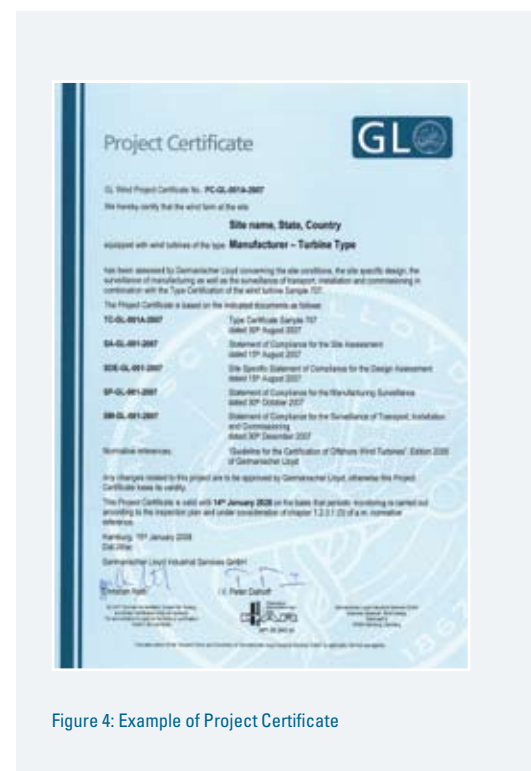 Project Certificate
GL
GL Wind Project Certificate No. PC-GL-001A-2007
We hereby certify that the wind farm at the site
Site name, State, Country
equipped with wind turbines of the type Manufacturer – Turbine Type
has been assessed by Germanischer Lloyd concerning the site conditions, the site specific design, the
surveillance of manufacturing as well as the surveillance of transport, installation and commissioning in
combination with the Type Certification of the wind turbine Sample 707.
The Project Certificate is based on the indicated documents as follows:
TC-GL-001A-2007 Type Certificate Sample 707
dated 30th August 2007
SA-GL-001-2007 Statement of Compliance for the Site Assessment
dated 15th August 2007
SDE-GL-001-2007 Site Specific Statement of Compliance for the Design Assessment
dated 15th August 2007
SP-GL-001-2007 Statement of Compliance for the Manufacturing Surveillance
dated 30th October 2007
SM-GL-001-2007 Statement of Compliance for the Surveillance of Transport, Installation
and Commissioning
dated 30th December 2007
Normative references: "Guideline for the Certification of Offshore Wind Turbines", Edition 2005
of Germanischer Lloyd
Any changes related to this project are to be approved by Germanischer Lloyd, otherwise this Project
Certificate loses its validity.
This Project Certificate is valid until 14th January 2028 on the basis that periodic monitoring is carried out
according to the inspection plan and under consideration of chapter 1.2.3.1 (5) of a.m. normative
reference.
Hamburg, 15th January 2008
Germanischer Lloyd Industrial Services GmbH
Christian Nath
i.V. Peter Dalhoff
1867
Figure 4: Example of Project Certificate